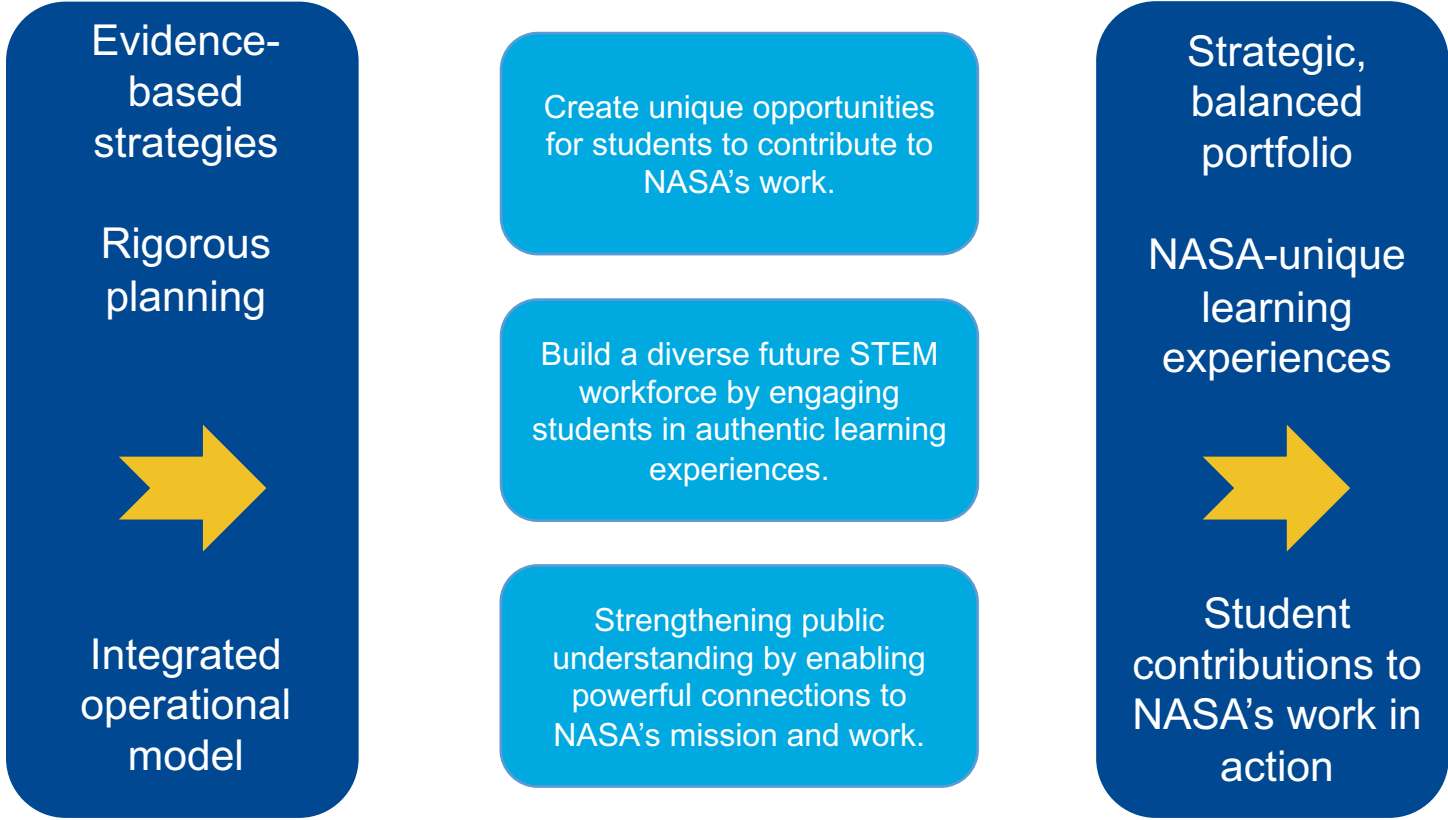 Evidence-
based
strategies
Rigorous
planning
Integrated
operational
model
Create unique opportunities
for students to contribute to
NASA’s work.
Build a diverse future STEM
workforce by engaging
students in authentic learning
experiences.
Strengthening public
understanding by enabling
powerful connections to
NASA’s mission and work.
Strategic,
balanced
portfolio
NASA-unique
learning
experiences
Student
contributions to
NASA’s work in
action